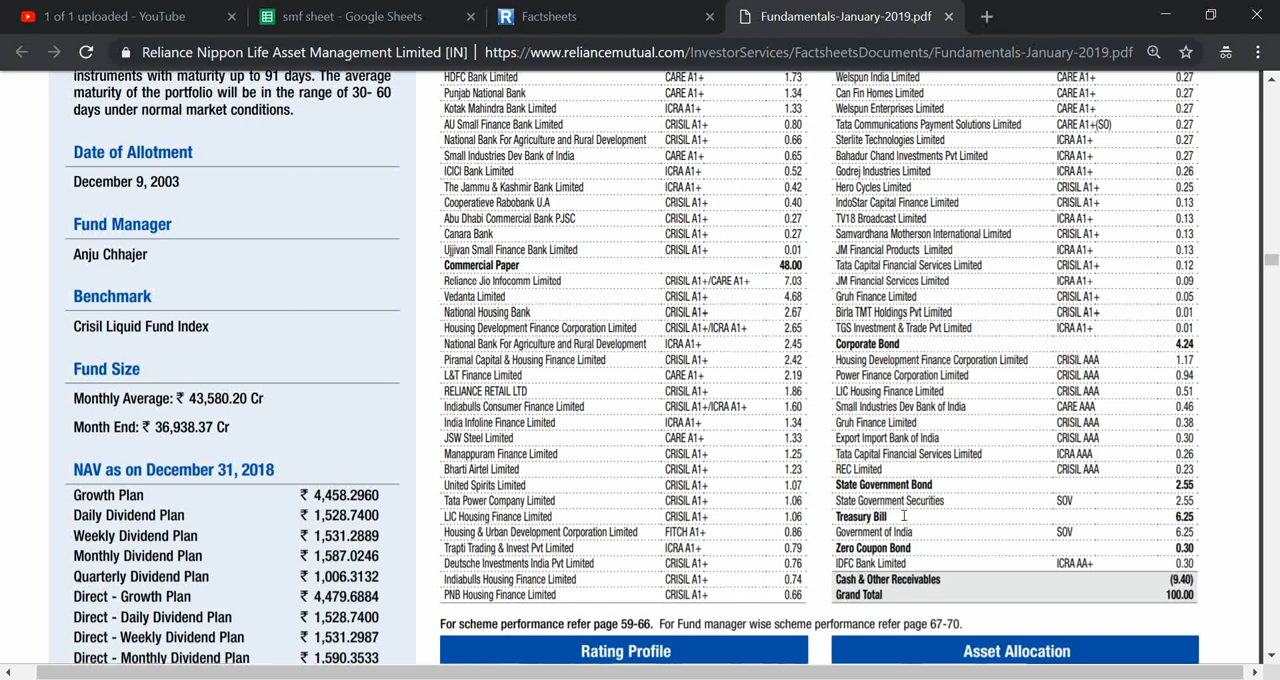 1 of 1 uploaded - YouTube
smf sheet - Google Sheets
Factsheets
Fundamentals-January-2019.pdf
Reliance Nippon Life Asset Management Limited [IN] | https://www.reliancemutual.com/InvestorServices/FactsheetsDocuments/Fundamentals-January-2019.pdf
instruments with maturity up to 91 days. The average
maturity of the portfolio will be in the range of 30- 60
days under normal market conditions.
Date of Allotment
December 9, 2003
Fund Manager
Anju Chhajer
Benchmark
Crisil Liquid Fund Index
Fund Size
Monthly Average: ₹ 43,580.20 Cr
Month End: ₹ 36,938.37 Cr
NAV as on December 31, 2018
Growth Plan ₹ 4,458.2960
Daily Dividend Plan ₹ 1,528.7400
Weekly Dividend Plan ₹ 1,531.2889
Monthly Dividend Plan ₹ 1,587.0246
Quarterly Dividend Plan ₹ 1,006.3132
Direct - Growth Plan ₹ 4,479.6884
Direct - Daily Dividend Plan ₹ 1,528.7400
Direct - Weekly Dividend Plan ₹ 1,531.2987
Direct - Monthly Dividend Plan ₹ 1,590.3533
HDFC Bank Limited CARE A1+ 1.73
Punjab National Bank CARE A1+ 1.34
Kotak Mahindra Bank Limited ICRA A1+ 1.33
AU Small Finance Bank Limited CRISIL A1+ 0.80
National Bank For Agriculture and Rural Development CRISIL A1+ 0.66
Small Industries Dev Bank of India CARE A1+ 0.65
ICICI Bank Limited ICRA A1+ 0.52
The Jammu & Kashmir Bank Limited CRISIL A1+ 0.42
Cooperatieve Rabobank U.A CRISIL A1+ 0.40
Abu Dhabi Commercial Bank PJSC CRISIL A1+ 0.27
Canara Bank CRISIL A1+ 0.27
Ujjivan Small Finance Bank Limited CRISIL A1+ 0.01
Commercial Paper 48.00
Reliance Jio Infocomm Limited CRISIL A1+/CARE A1+ 7.03
Vedanta Limited CRISIL A1+ 4.68
National Housing Bank CRISIL A1+ 2.67
Housing Development Finance Corporation Limited CRISIL A1+/ICRA A1+ 2.65
National Bank For Agriculture and Rural Development ICRA A1+ 2.45
Piramal Capital & Housing Finance Limited CRISIL A1+ 2.42
L&T Finance Limited CARE A1+ 2.19
RELIANCE RETAIL LTD CRISIL A1+ 1.86
Indiabulls Consumer Finance Limited CRISIL A1+/ICRA A1+ 1.60
India Infoline Finance Limited ICRA A1+ 1.34
JSW Steel Limited CARE A1+ 1.33
Manappuram Finance Limited CRISIL A1+ 1.25
Bharti Airtel Limited CRISIL A1+ 1.23
United Spirits Limited CRISIL A1+ 1.07
Tata Power Company Limited CRISIL A1+ 1.06
LIC Housing Finance Limited CRISIL A1+ 1.06
Housing & Urban Development Corporation Limited FITCH A1+ 0.86
Trapti Trading & Invest Pvt Limited ICRA A1+ 0.79
Deutsche Investments India Pvt Limited CRISIL A1+ 0.76
Indiabulls Housing Finance Limited CRISIL A1+ 0.74
PNB Housing Finance Limited CRISIL A1+ 0.66
Welspun India Limited CARE A1+ 0.27
Can Fin Homes Limited CARE A1+ 0.27
Welspun Enterprises Limited CARE A1+ 0.27
Tata Communications Payment Solutions Limited CARE A1+(SO) 0.27
Sterlite Technologies Limited ICRA A1+ 0.27
Bahadur Chand Investments Pvt Limited ICRA A1+ 0.27
Godrej Industries Limited ICRA A1+ 0.26
Hero Cycles Limited CRISIL A1+ 0.25
IndoStar Capital Finance Limited CRISIL A1+ 0.13
TV18 Broadcast Limited ICRA A1+ 0.13
Samvardhana Motherson International Limited CRISIL A1+ 0.13
JM Financial Products Limited ICRA A1+ 0.13
Tata Capital Financial Services Limited CRISIL A1+ 0.12
JM Financial Services Limited ICRA A1+ 0.09
Gruh Finance Limited CRISIL A1+ 0.05
Birla TMT Holdings Pvt Limited CRISIL A1+ 0.01
TGS Investment & Trade Pvt Limited ICRA A1+ 0.01
Corporate Bond 4.24
Housing Development Finance Corporation Limited CRISIL AAA 1.17
Power Finance Corporation Limited CRISIL AAA 0.94
LIC Housing Finance Limited CRISIL AAA 0.51
Small Industries Dev Bank of India CARE AAA 0.46
Gruh Finance Limited CRISIL AAA 0.38
Export Import Bank of India CRISIL AAA 0.30
Tata Capital Financial Services Limited ICRA AAA 0.26
REC Limited CRISIL AAA 0.23
State Government Bond 2.55
State Government Securities SOV 2.55
Treasury Bill 6.25
Government of India SOV 6.25
Zero Coupon Bond 0.30
IDFC Bank Limited ICRA AA+ 0.30
Cash & Other Receivables (9.40)
Grand Total 100.00
For scheme performance refer page 59-66. For Fund manager wise scheme performance refer page 67-70.
Rating Profile
Asset Allocation